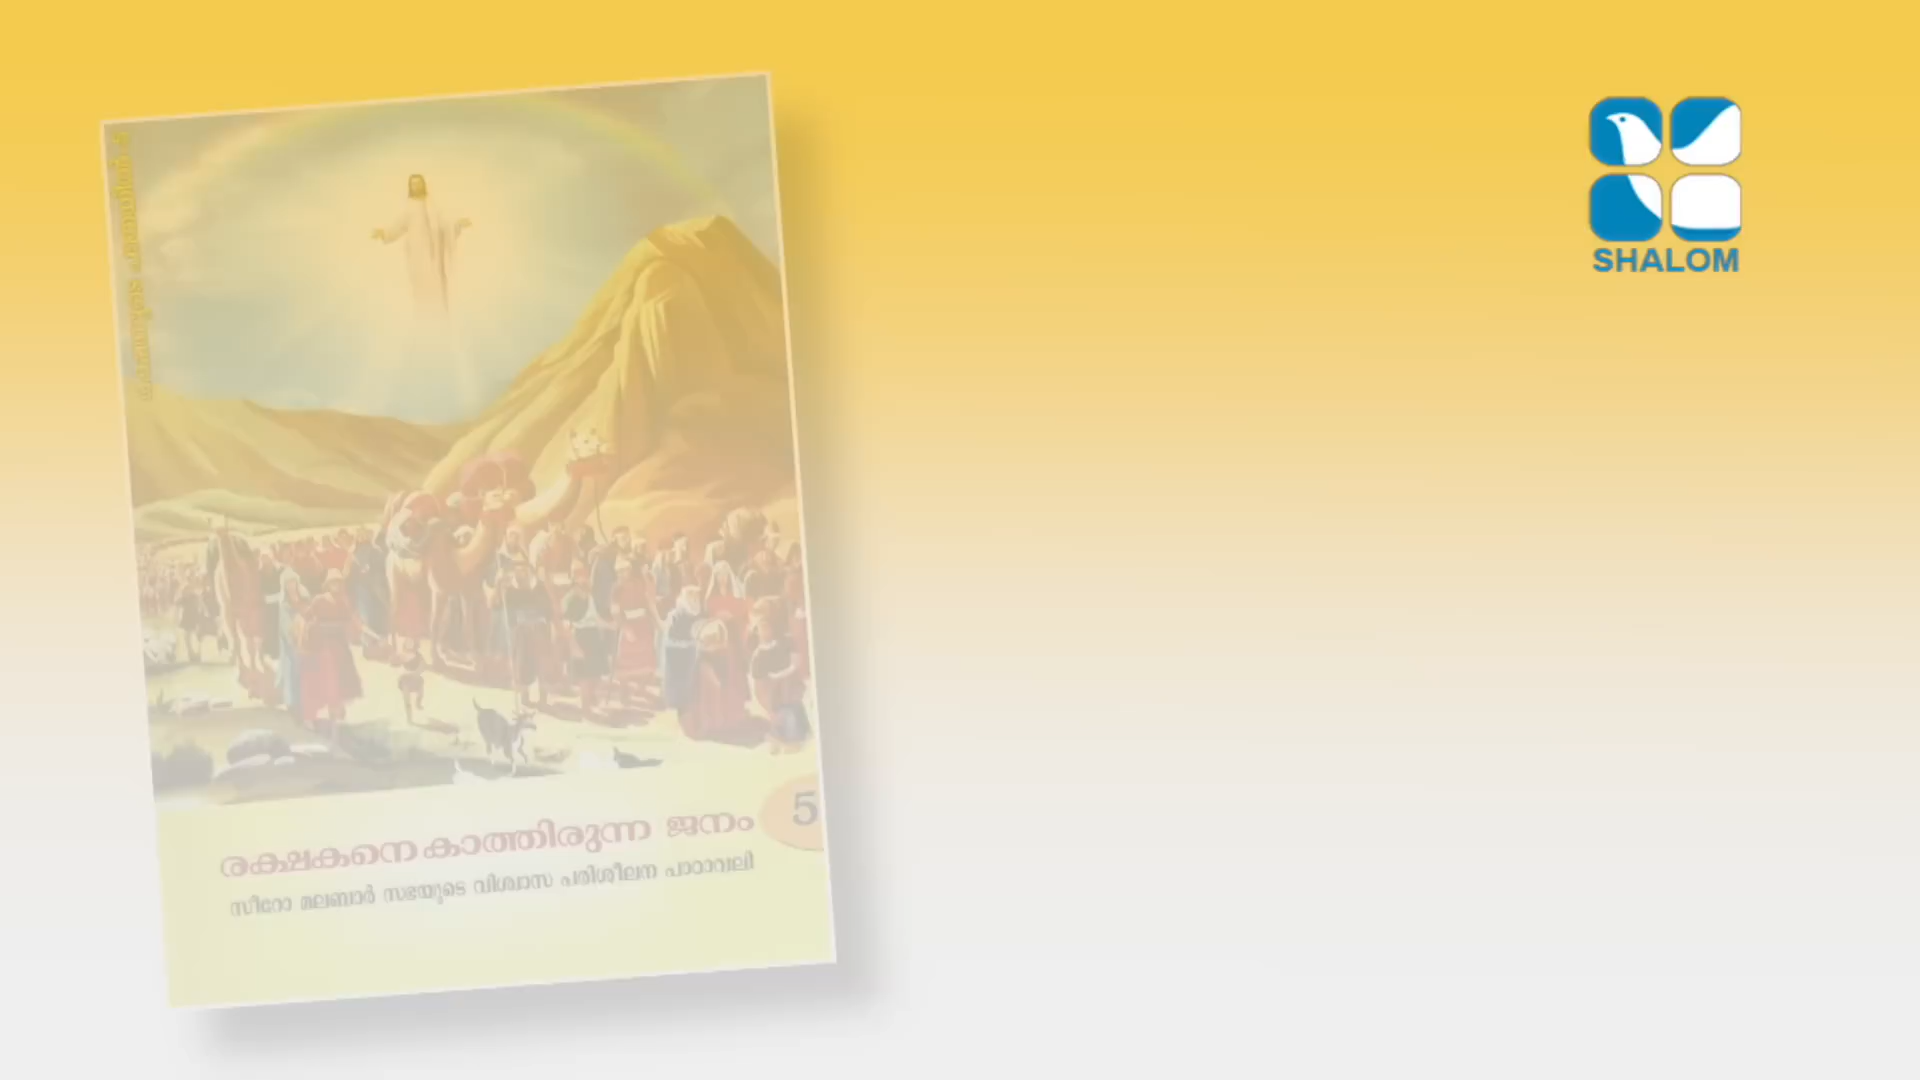 SHALOM
5
രക്ഷകനെ കാത്തിരുന്ന ജനം
സീറോ മലബാർ സഭയുടെ വിശ്വാസ പരിശീലന പാഠാവലി